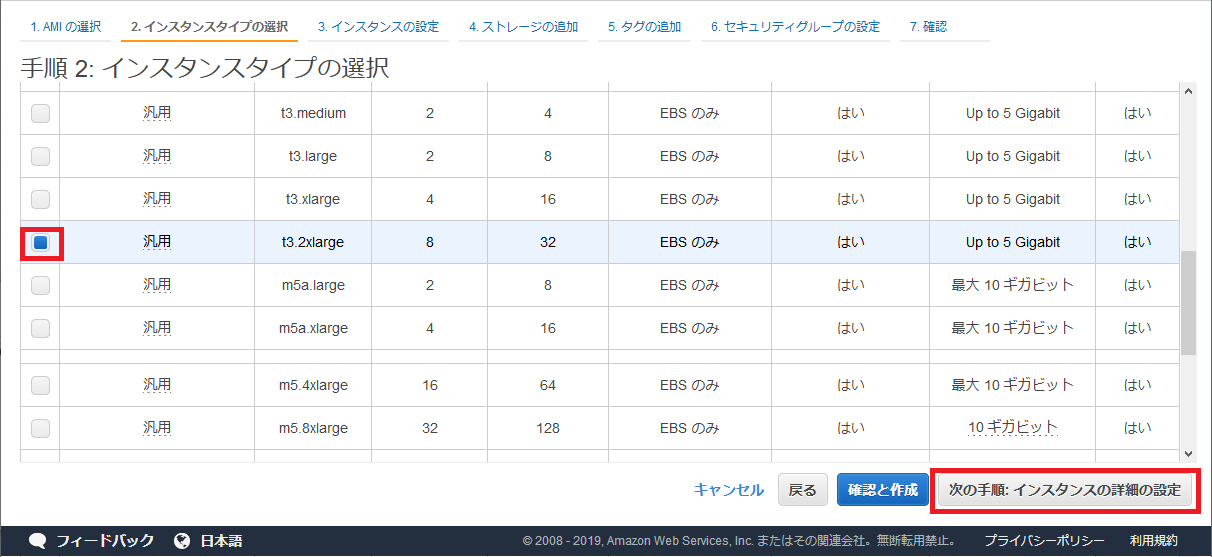 1. AMI の選択 2. インスタンスタイプの選択 3. インスタンスの設定 4. ストレージの追加 5. タグの追加 6. セキュリティグループの設定 7. 確認
手順 2: インスタンスタイプの選択
汎用 t3.medium 2 4 EBS のみ はい Up to 5 Gigabit はい
汎用 t3.large 2 8 EBS のみ はい Up to 5 Gigabit はい
汎用 t3.xlarge 4 16 EBS のみ はい Up to 5 Gigabit はい
汎用 t3.2xlarge 8 32 EBS のみ はい Up to 5 Gigabit はい
汎用 m5a.large 2 8 EBS のみ はい 最大 10 ギガビット はい
汎用 m5a.xlarge 4 16 EBS のみ はい 最大 10 ギガビット はい
汎用 m5.4xlarge 16 64 EBS のみ はい 最大 10 ギガビット はい
汎用 m5.8xlarge 32 128 EBS のみ はい 10 ギガビット はい
キャンセル 戻る 確認と作成 次の手順: インスタンスの詳細の設定
フィードバック 日本語 © 2008 - 2019, Amazon Web Services, Inc. またはその関連会社。無断転用禁止。 プライバシーポリシー 利用規約